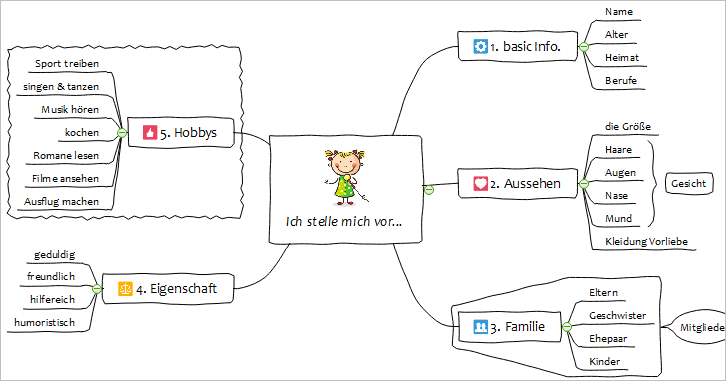 Ich stelle mich vor...
1. basic Info.
Name
Alter
Heimat
Berufe
2. Aussehen
die Größe
Haare
Augen
Nase
Mund
Kleidung Vorliebe
Gesicht
3. Familie
Eltern
Geschwister
Ehepaar
Kinder
Mitgliede
4. Eigenschaft
geduldig
freundlich
hilfereich
humoristisch
5. Hobbys
Sport treiben
singen & tanzen
Musik hören
kochen
Romane lesen
Filme ansehen
Ausflug machen